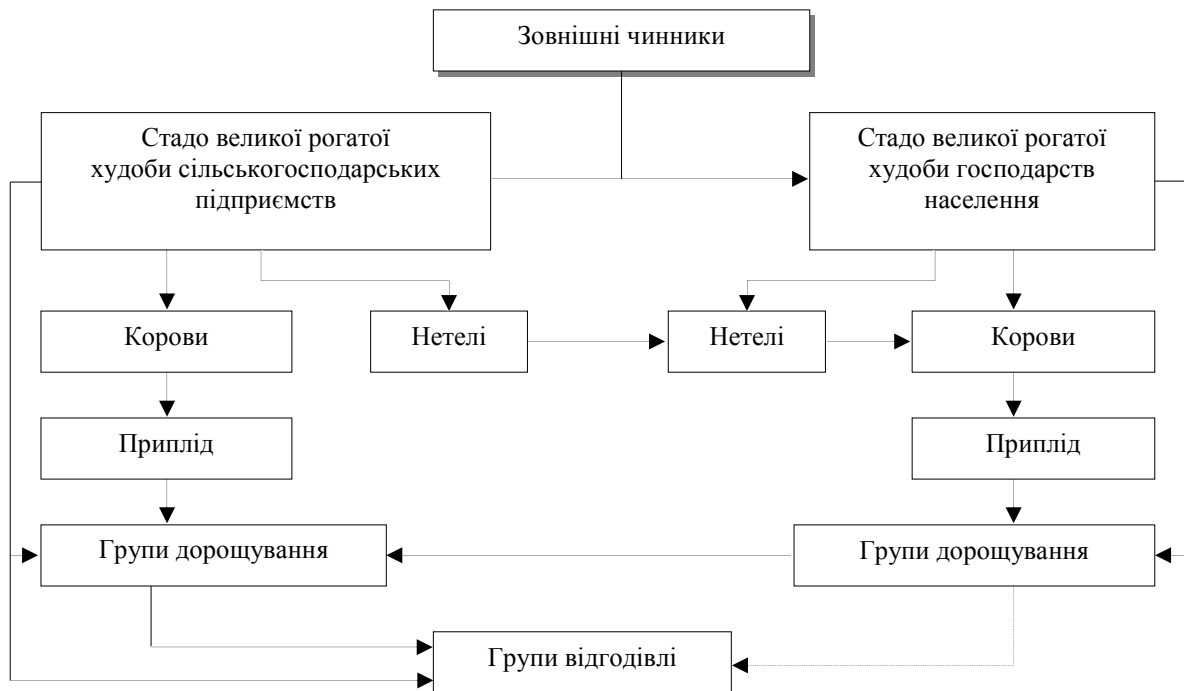 Зовнішні чинники
Стадо великої рогатої
худоби сільськогосподарських
підприємств
Стадо великої рогатої
худоби господарств
населення
Корови
Нетелі
Нетелі
Корови
Приплід
Приплід
Групи дорощування
Групи дорощування
Групи відгодівлі